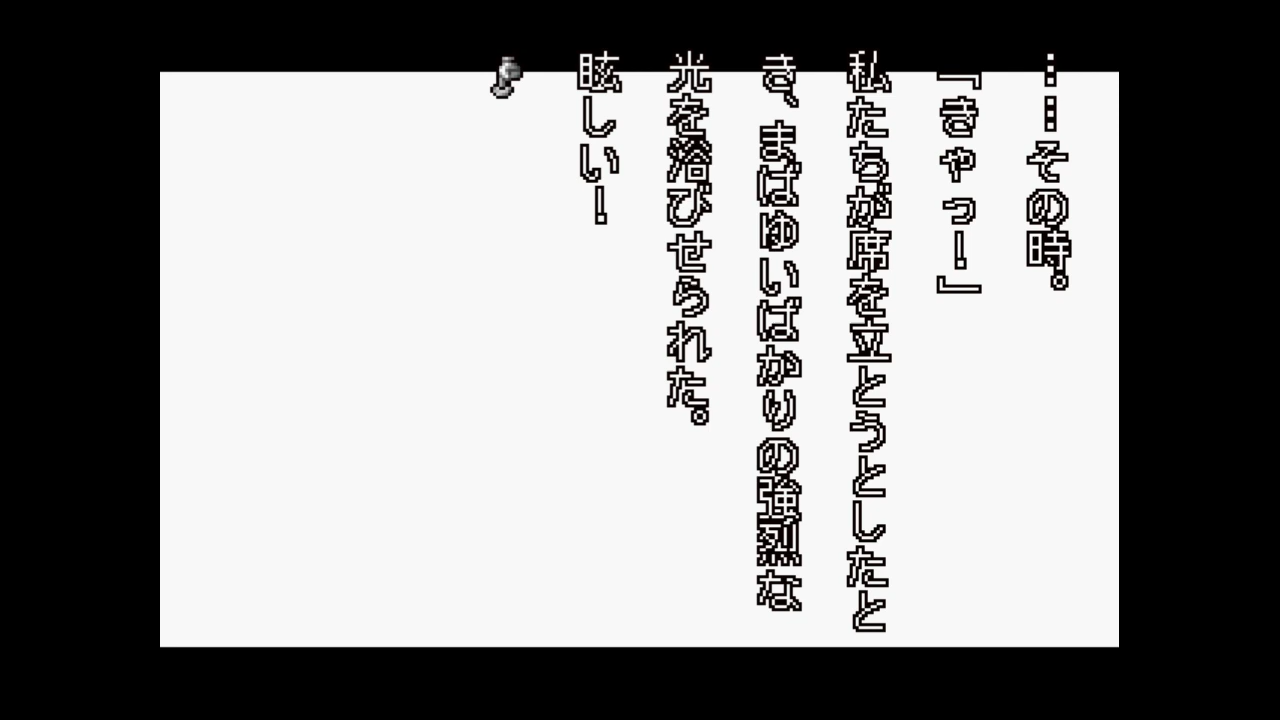 ……その時。
「きゃっ！」
私たちが席を立とうとしたと
き、まばゆいばかりの強烈な
光を浴びせられた。
眩しい！